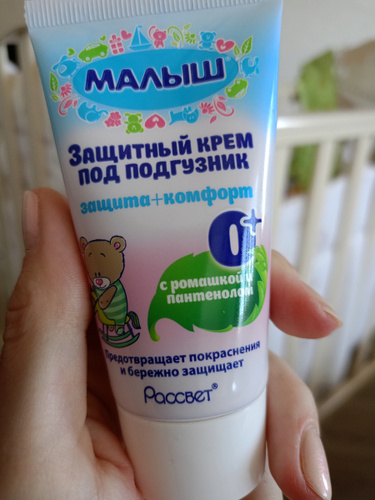 МАЛЫШ
ЗАЩИТНЫЙ КРЕМ
ПОД ПОДГУЗНИК
защита+комфорт
0+
с ромашкой и
пантенолом
Предотвращает покраснения
и бережно защищает
Рассвет®